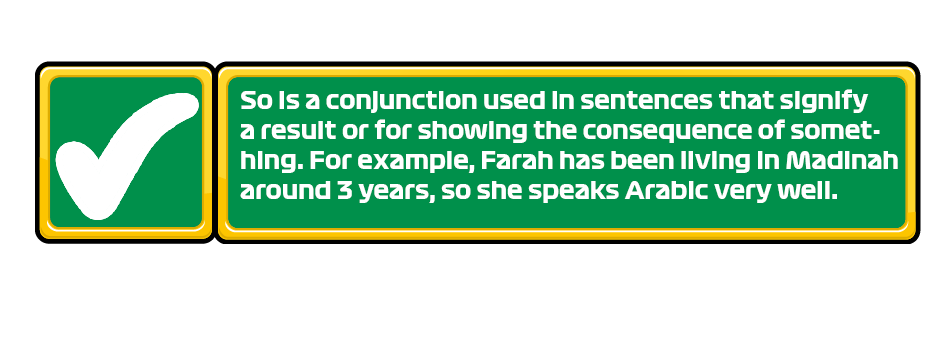 So is a conjunction used in sentences that signify
a result or for showing the consequence of somet-
hing. For example, Farah has been living in Madinah
around 3 years, so she speaks Arabic very well.